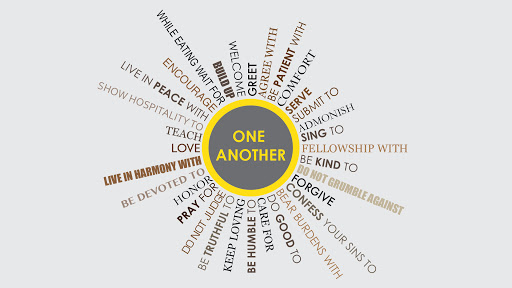 ONE
ANOTHER
WELCOME
GREET
AGREE WITH
BE PATIENT WITH
COMFORT
SERVE
SUBMIT TO
ADMONISH
SING TO
FELLOWSHIP WITH
BE KIND TO
DO NOT GRUMBLE AGAINST
FORGIVE
CONFESS YOUR SINS TO
BEAR BURDENS WITH
DO GOOD TO
CARE FOR
BE HUMBLE TO
KEEP LOVING
BE TRUTHFUL TO
DO NOT JUDGE
PRAY FOR
HONOR
BE DEVOTED TO
LIVE IN HARMONY WITH
LOVE
TEACH
SHOW HOSPITALITY TO
LIVE IN PEACE WITH
ENCOURAGE
WHILE EATING WAIT FOR
BUILD UP